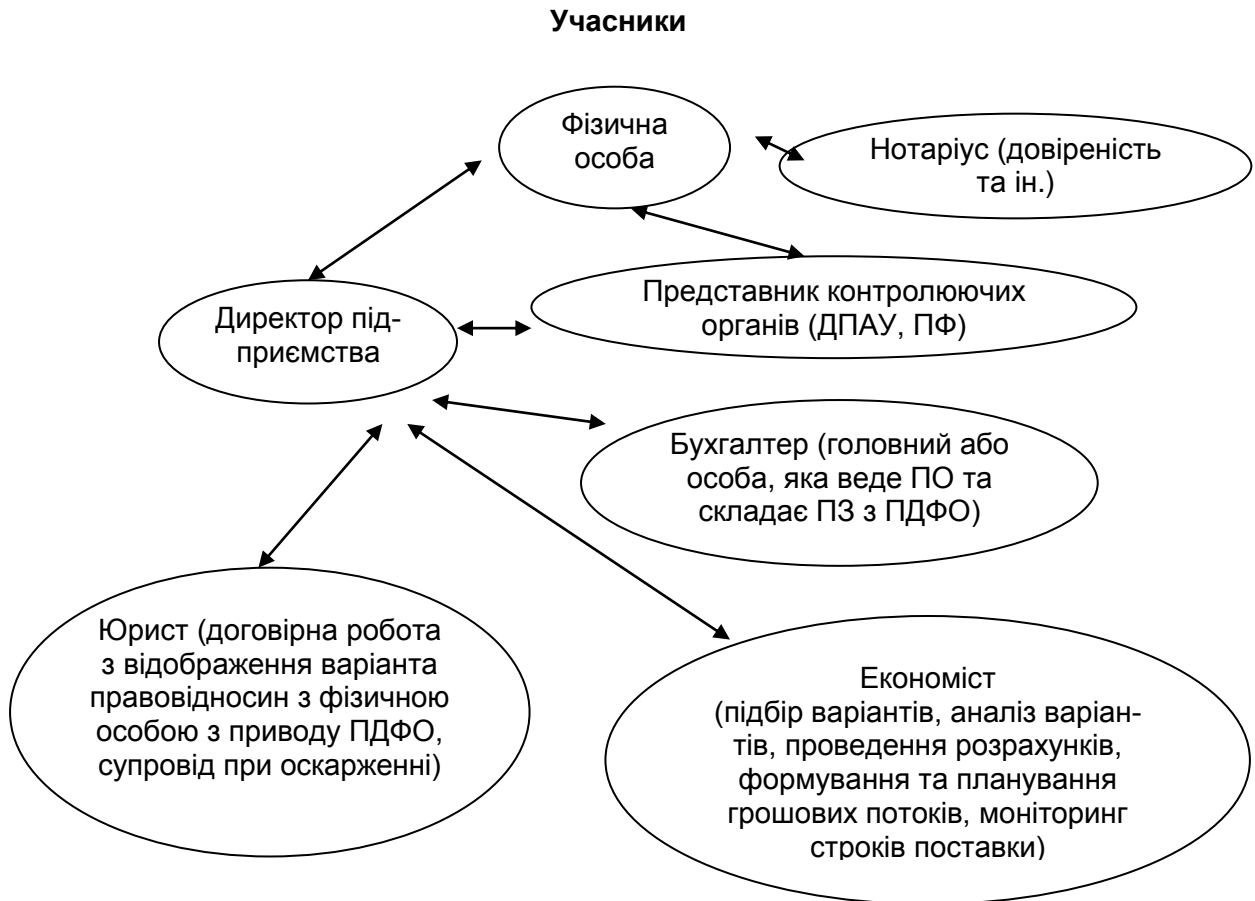 Учасники
Фізична
особа
Нотаріус (довіреність
та ін.)
Представник контролюючих
органів (ДПАУ, ПФ)
Директор під-
приємства
Бухгалтер (головний або
особа, яка веде ПО та
складає ПЗ з ПДФО)
Юрист (договірна робота
з відображення варіанта
правовідносин з фізичною
особою з приводу ПДФО,
супровід при оскарженні)
Економіст
(підбір варіантів, аналіз варіан-
тів, проведення розрахунків,
формування та планування
грошових потоків, моніторинг
строків поставки)